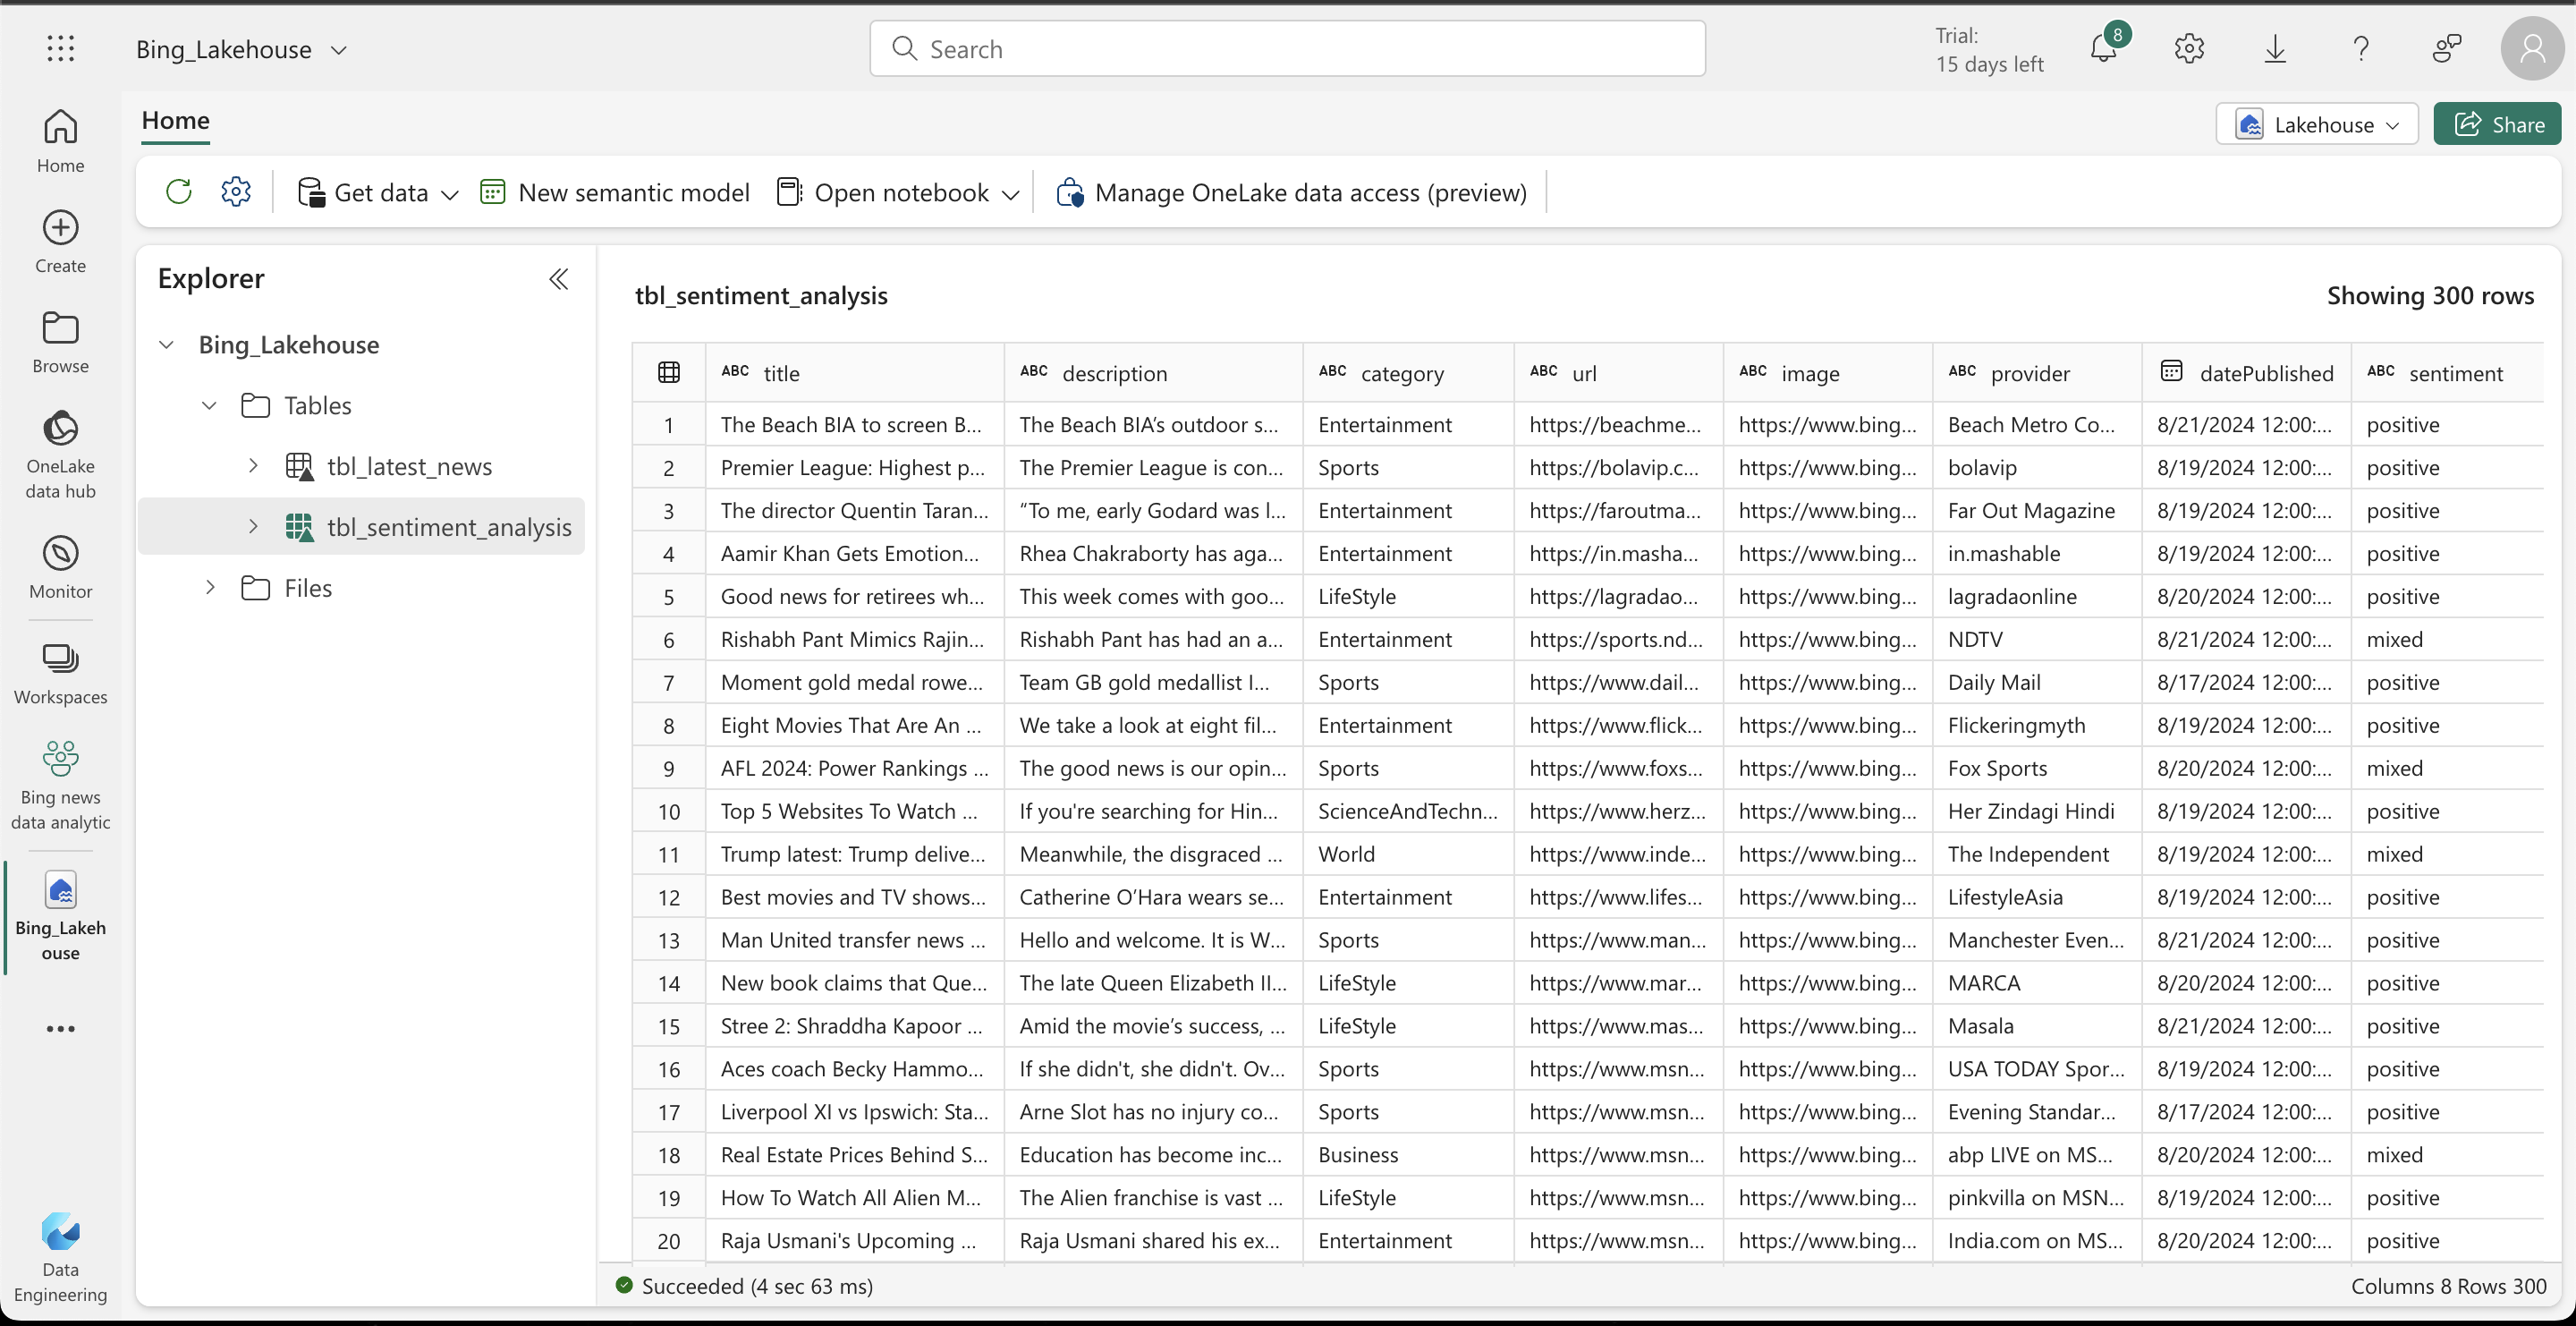 Bing_Lakehouse
Search
Trial:
15 days left
8
Home
Create
Browse
OneLake
data hub
Monitor
Workspaces
Bing news
data analytic
Bing_Lakeh
ouse
Data
Engineering
Home
Lakehouse
Share
Get data
New semantic model
Open notebook
Manage OneLake data access (preview)
Explorer
Bing_Lakehouse
Tables
tbl_latest_news
tbl_sentiment_analysis
Files
tbl_sentiment_analysis
Showing 300 rows
ABC title ABC description ABC category ABC url ABC image ABC provider datePublished ABC sentiment
1 The Beach BIA to screen B... The Beach BIA’s outdoor s... Entertainment https://beachme... https://www.bing... Beach Metro Co... 8/21/2024 12:00:... positive
2 Premier League: Highest p... The Premier League is con... Sports https://bolavip.c... https://www.bing... bolavip 8/19/2024 12:00:... positive
3 The director Quentin Taran... “To me, early Godard was l... Entertainment https://faroutma... https://www.bing... Far Out Magazine 8/19/2024 12:00:... positive
4 Aamir Khan Gets Emotion... Rhea Chakraborty has aga... Entertainment https://in.masha... https://www.bing... in.mashable 8/19/2024 12:00:... positive
5 Good news for retirees wh... This week comes with goo... LifeStyle https://lagradao... https://www.bing... lagradaonline 8/20/2024 12:00:... positive
6 Rishabh Pant Mimics Rajin... Rishabh Pant has had an a... Entertainment https://sports.nd... https://www.bing... NDTV 8/21/2024 12:00:... mixed
7 Moment gold medal rowe... Team GB gold medallist I... Sports https://www.dail... https://www.bing... Daily Mail 8/17/2024 12:00:... positive
8 Eight Movies That Are An ... We take a look at eight fil... Entertainment https://www.flick... https://www.bing... Flickeringmyth 8/19/2024 12:00:... positive
9 AFL 2024: Power Rankings ... The good news is our opin... Sports https://www.foxs... https://www.bing... Fox Sports 8/20/2024 12:00:... mixed
10 Top 5 Websites To Watch ... If you're searching for Hin... ScienceAndTechn... https://www.herz... https://www.bing... Her Zindagi Hindi 8/19/2024 12:00:... positive
11 Trump latest: Trump delive... Meanwhile, the disgraced ... World https://www.inde... https://www.bing... The Independent 8/19/2024 12:00:... mixed
12 Best movies and TV shows... Catherine O’Hara wears se... Entertainment https://www.lifes... https://www.bing... LifestyleAsia 8/19/2024 12:00:... positive
13 Man United transfer news ... Hello and welcome. It is W... Sports https://www.man... https://www.bing... Manchester Even... 8/21/2024 12:00:... positive
14 New book claims that Que... The late Queen Elizabeth II... LifeStyle https://www.mar... https://www.bing... MARCA 8/20/2024 12:00:... positive
15 Stree 2: Shraddha Kapoor ... Amid the movie’s success, ... LifeStyle https://www.mas... https://www.bing... Masala 8/21/2024 12:00:... positive
16 Aces coach Becky Hammo... If she didn't, she didn't. Ov... Sports https://www.msn... https://www.bing... USA TODAY Spor... 8/19/2024 12:00:... positive
17 Liverpool XI vs Ipswich: Sta... Arne Slot has no injury co... Sports https://www.msn... https://www.bing... Evening Standar... 8/17/2024 12:00:... positive
18 Real Estate Prices Behind S... Education has become inc... Business https://www.msn... https://www.bing... abp LIVE on MS... 8/20/2024 12:00:... mixed
19 How To Watch All Alien M... The Alien franchise is vast ... LifeStyle https://www.msn... https://www.bing... pinkvilla on MSN... 8/19/2024 12:00:... positive
20 Raja Usmani's Upcoming ... Raja Usmani shared his ex... Entertainment https://www.msn... https://www.bing... India.com on MS... 8/20/2024 12:00:... positive
Succeeded (4 sec 63 ms)
Columns 8 Rows 300